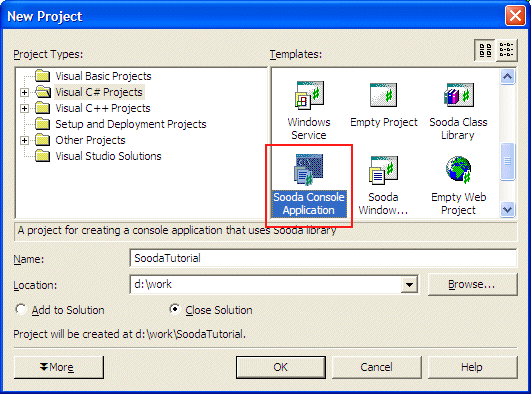 New Project
Project Types:
Templates:
Visual Basic Projects
Visual C# Projects
Visual C++ Projects
Setup and Deployment Projects
Other Projects
Visual Studio Solutions
Windows
Service
Empty Project
Sooda Class
Library
Sooda Console
Application
Sooda
Window...
Empty Web
Project
A project for creating a console application that uses Sooda library
Name:
SoodaTutorial
Location:
d:\work
Browse...
Add to Solution
Close Solution
Project will be created at d:\work\SoodaTutorial.
More
OK
Cancel
Help